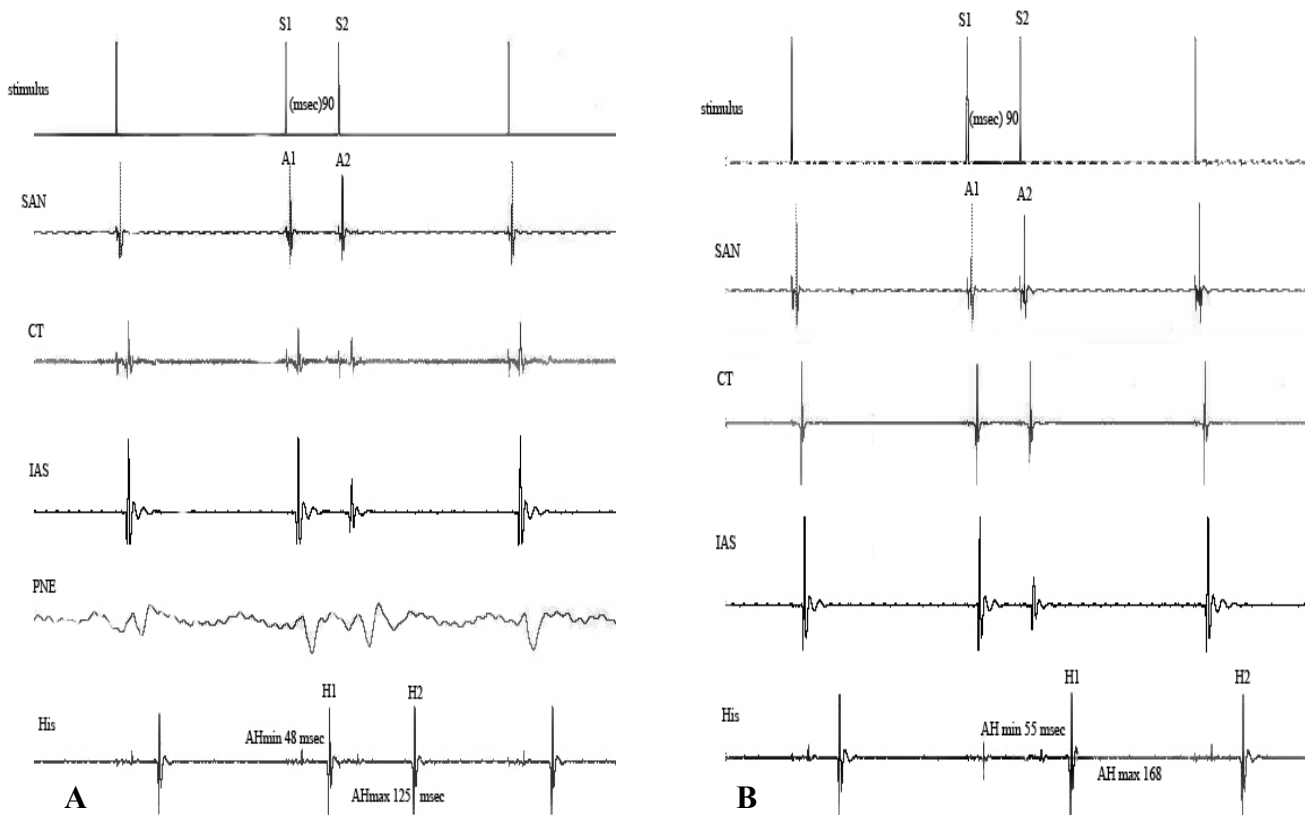 S1 S2
stimulus
(msec)90
A1 A2
SAN
CT
IAS
PNE
H1 H2
His
AHmin 48 msec
AHmax 125 msec
A
S1 S2
stimulus
(msec) 90
A1 A2
SAN
CT
IAS
H1 H2
His
AH min 55 msec
AH max 168
B